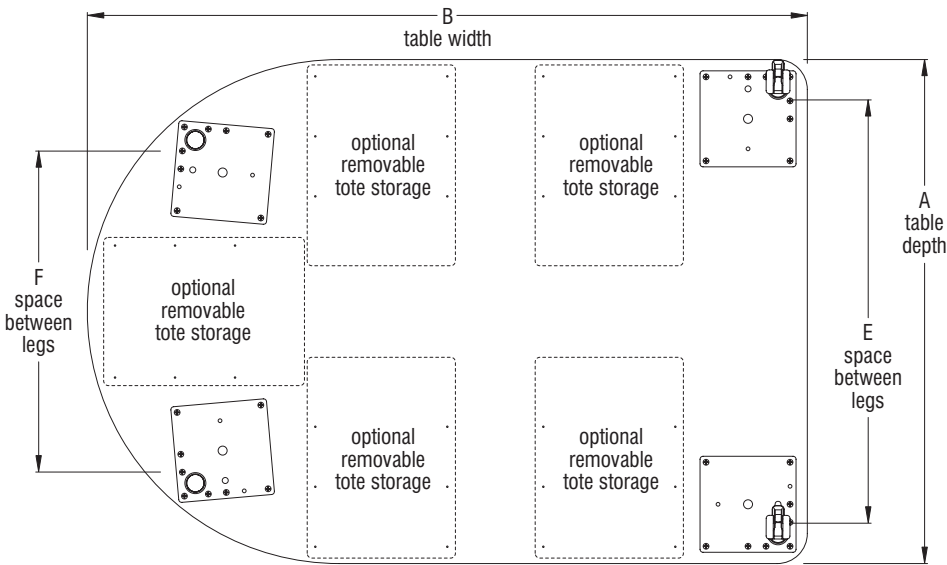 B
table width
optional
removable
tote storage
optional
removable
tote storage
A
table
depth
F
space
between
legs
optional
removable
tote storage
E
space
between
legs
optional
removable
tote storage
optional
removable
tote storage